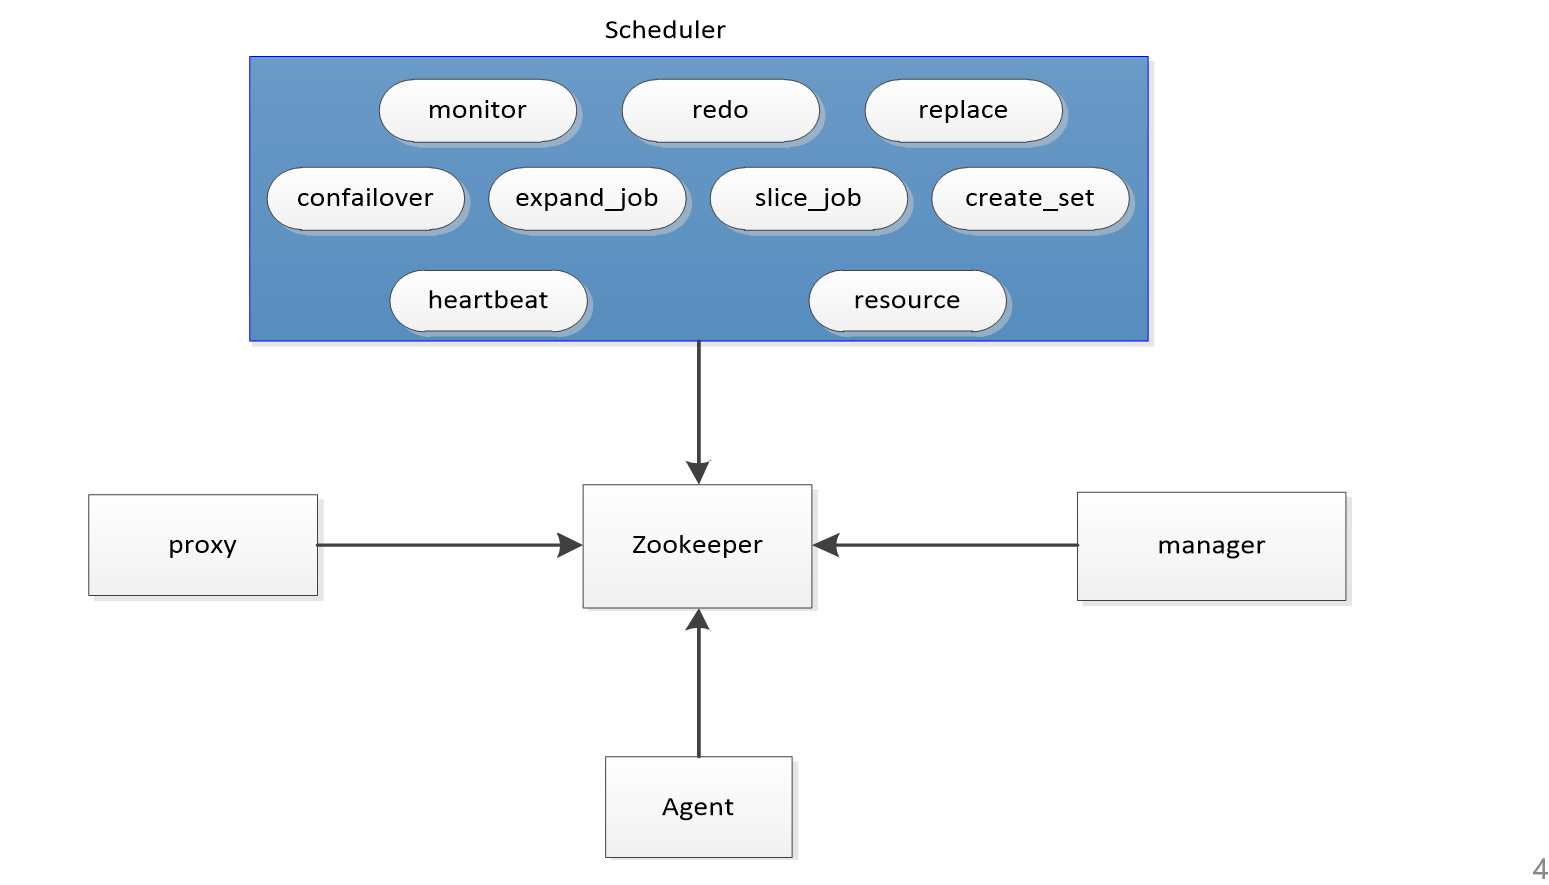 Scheduler
monitor redo replace
confailover expand_job slice_job create_set
heartbeat resource
proxy Zookeeper manager
Agent
4